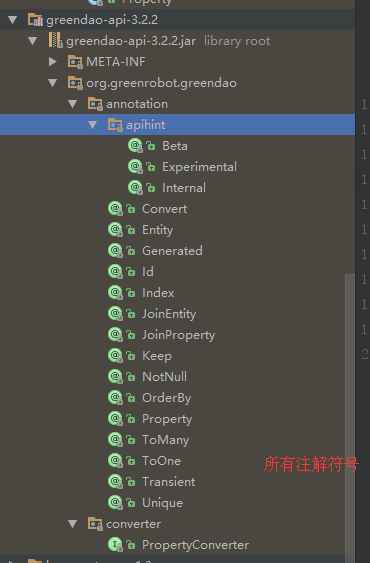 Property
greendao-api-3.2.2
greendao-api-3.2.2.jar library root
META-INF
org.greenrobot.greendao
annotation
apihint
Beta
Experimental
Internal
Convert
Entity
Generated
Id
Index
JoinEntity
JoinProperty
Keep
NotNull
OrderBy
Property
ToMany
ToOne
所有注解符号
Transient
Unique
converter
PropertyConverter